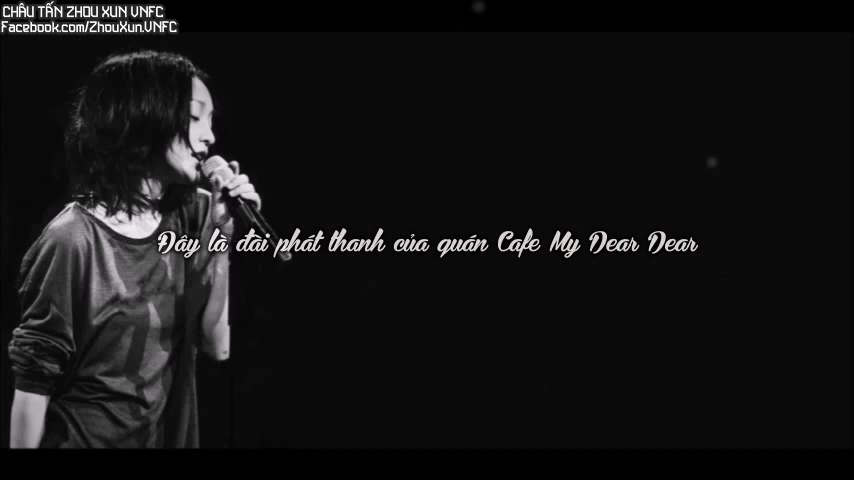 CHÂU TẤN ZHOU XUN VNFC
Facebook.com/ZhouXun.VNFC
Đây là đài phát thanh của quán Cafe My Dear Dear